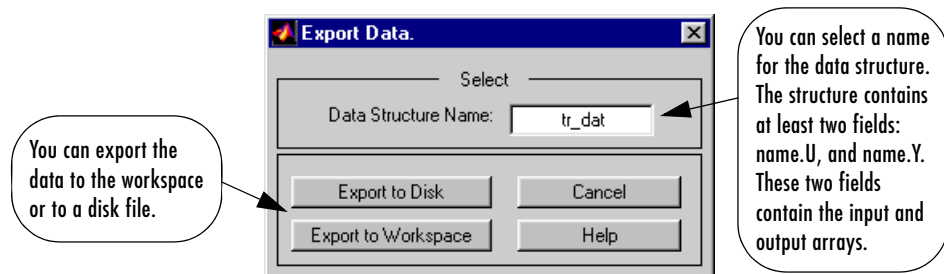 Export Data.
Select
Data Structure Name: tr_dat
Export to Disk Cancel
Export to Workspace Help
You can export the
data to the workspace
or to a disk file.
You can select a name
for the data structure.
The structure contains
at least two fields:
name.U, and name.Y.
These two fields
contain the input and
output arrays.